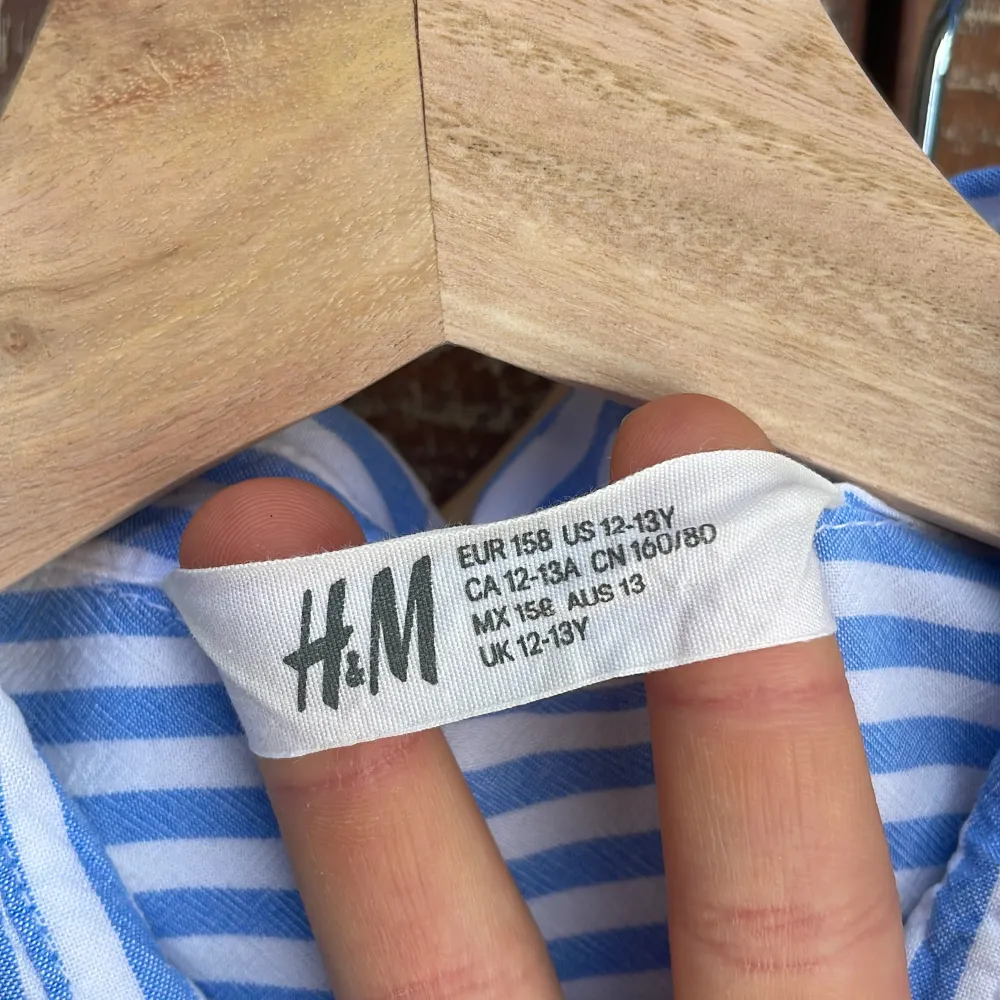 H&M
EUR 158 US 12-13Y
CA 12-13A CN 160/80
MX 158 AUS 13
UK 12-13Y